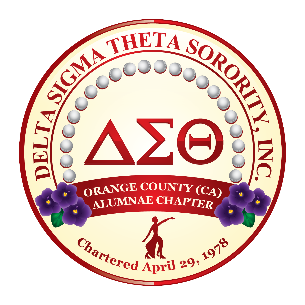 DELTA SIGMA THETA SORORITY, INC.
ΔΣΘ
ORANGE COUNTY (CA)
ALUMNAE CHAPTER
Chartered April 29, 1978